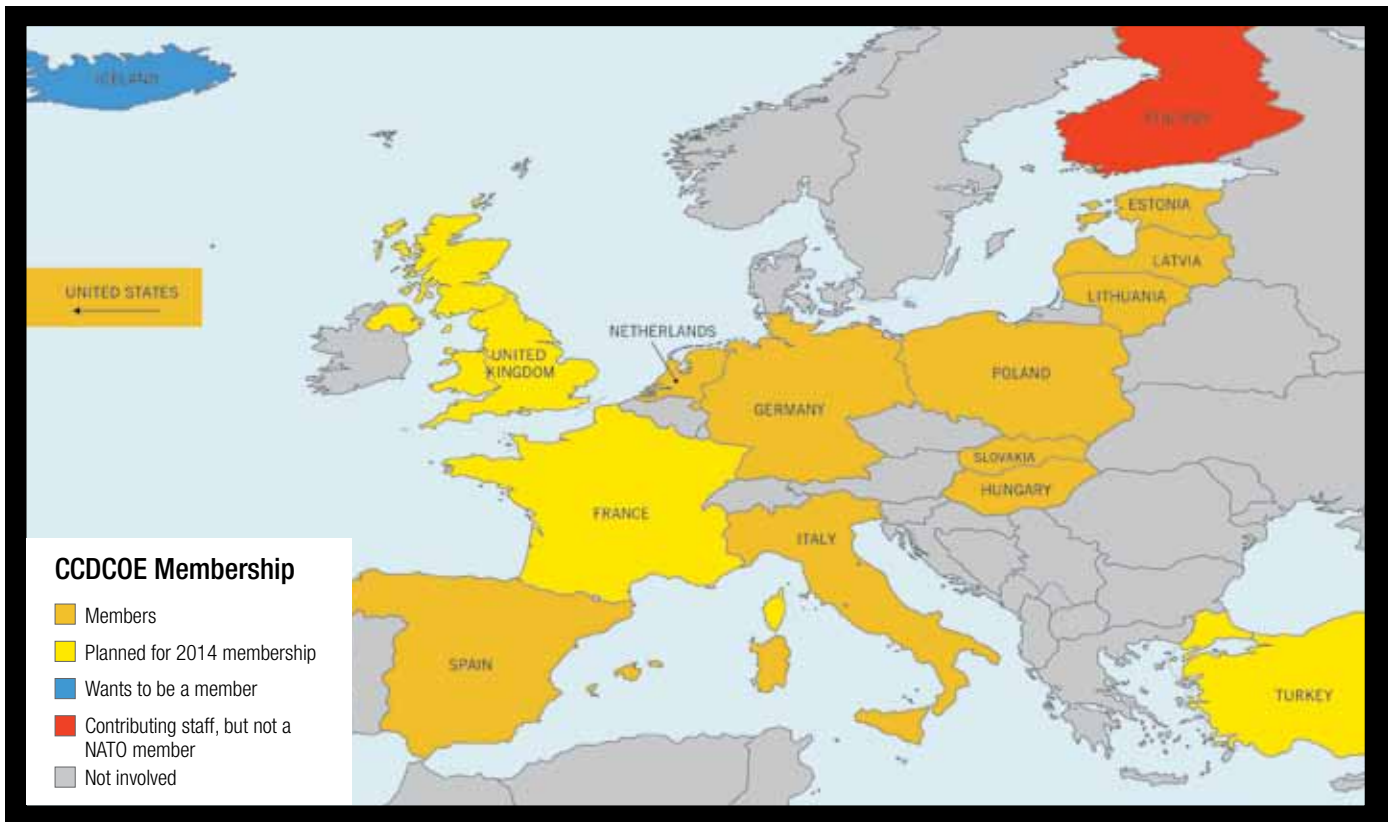 ICELAND
FINLAND
ESTONIA
LATVIA
LITHUANIA
UNITED STATES
NETHERLANDS
UNITED
KINGDOM
POLAND
GERMANY
SLOVAKIA
HUNGARY
FRANCE
ITALY
SPAIN
TURKEY
CCDCOE Membership
Members
Planned for 2014 membership
Wants to be a member
Contributing staff, but not a
NATO member
Not involved